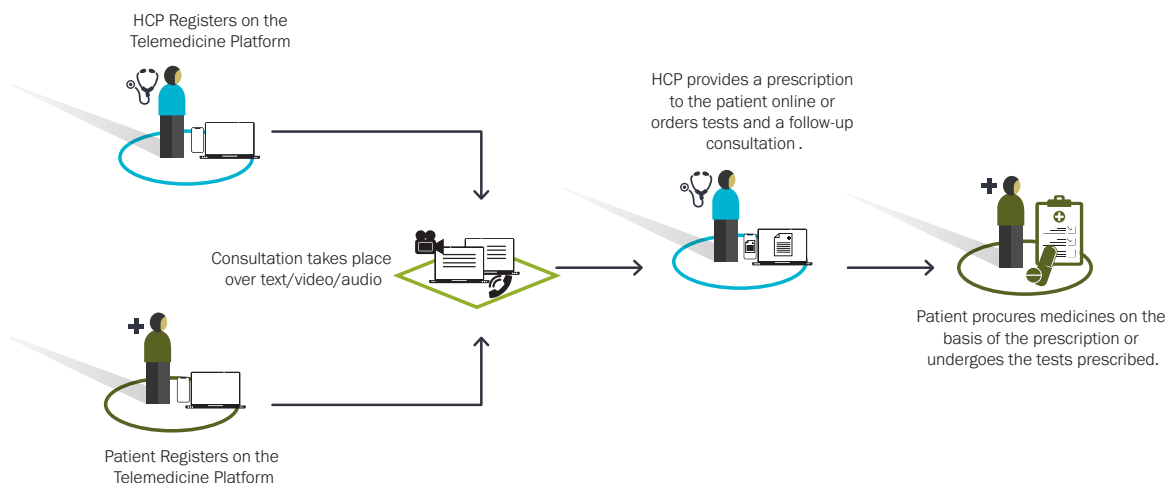 HCP Registers on the
Telemedicine Platform
HCP provides a prescription
to the patient online or
orders tests and a follow-up
consultation .
Consultation takes place
over text/video/audio
Patient procures medicines on the
basis of the prescription or
undergoes the tests prescribed.
Patient Registers on the
Telemedicine Platform